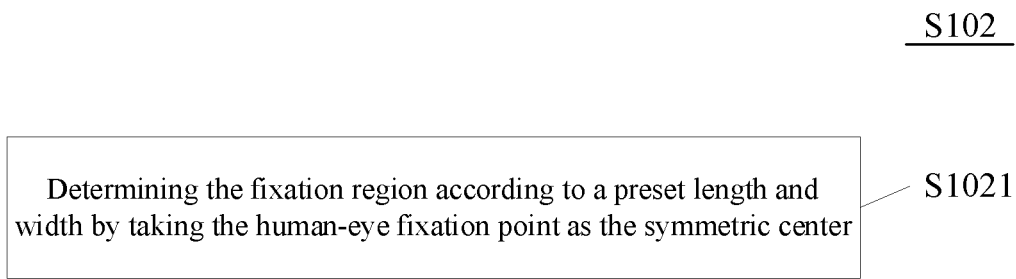 S102
Determining the fixation region according to a preset length and
width by taking the human-eye fixation point as the symmetric center
S1021